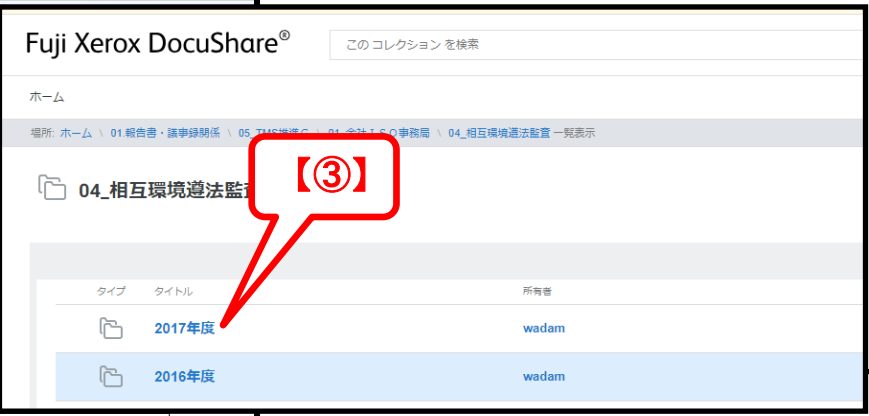 Fuji Xerox DocuShare®
このコレクションを検索
ホーム
場所: ホーム \ 01.報告書・議事録関係 \ 05_TMS推進G \ 01_全社ISO事務局 \ 04_相互環境遵法監査 一覧表示
【③】
04_相互環境遵法監査
タイプ タイトル 所有者
2017年度 wadam
2016年度 wadam